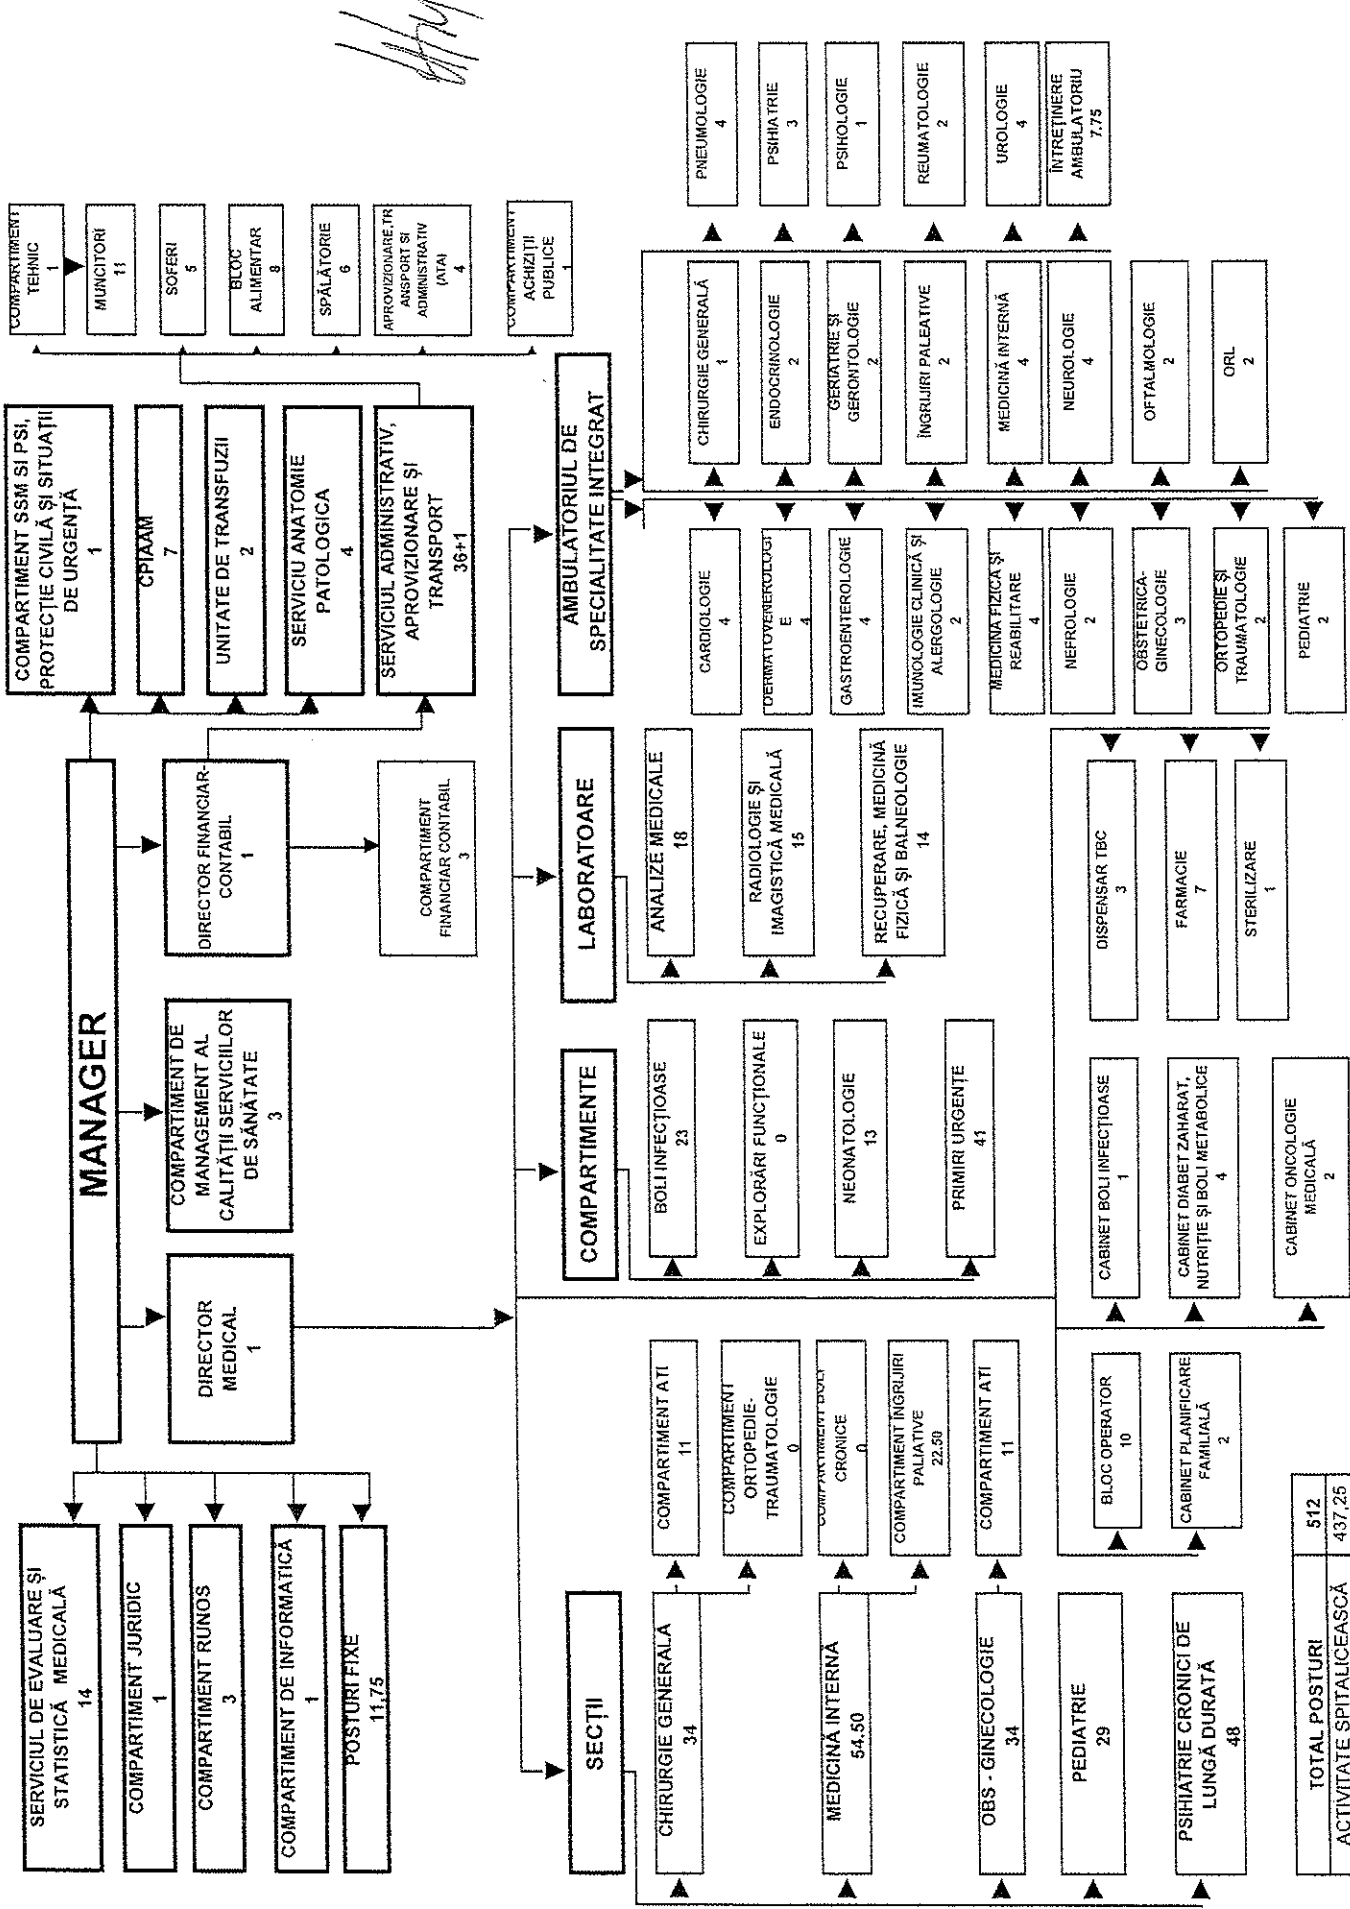 MANAGER
SERVICIUL DE EVALUARE ȘI
STATISTICĂ MEDICALĂ
14
COMPARTIMENT JURIDIC
1
COMPARTIMENT RUNOS
3
COMPARTIMENT DE INFORMATICĂ
1
POSTURI FIXE
11,75
DIRECTOR
MEDICAL
1
COMPARTIMENT DE
MANAGEMENT AL
CALITĂȚII SERVICIILOR
DE SĂNĂTATE
3
DIRECTOR FINANCIAR-
CONTABIL
1
COMPARTIMENT
FINANCIAR CONTABIL
3
COMPARTIMENT SSM SI PSI,
PROTECȚIE CIVILĂ ȘI SITUAȚII
DE URGENȚĂ
1
CPIAAM
7
UNITATE DE TRANSFUZII
2
SERVICIU ANATOMIE
PATOLOGICA
4
SERVICIUL ADMINISTRATIV,
APROVIZIONARE ȘI
TRANSPORT
36+1
COMPARTIMENT
TEHNIC
1
MUNCITORI
11
SOFERI
5
BLOC
ALIMENTAR
8
SPĂLĂTORIE
6
APROVIZIONARE,TR
ANSPORT SI
ADMINISTRATIV
(ATA)
4
COMPARTIMENT
ACHIZIȚII
PUBLICE
1
SECȚII
CHIRURGIE GENERALA
34
COMPARTIMENT ATI
11
COMPARTIMENT
ORTOPEDIE-
TRAUMATOLOGIE
0
MEDICINĂ INTERNĂ
54.50
COMPARTIMENT BOLI
CRONICE
0
COMPARTIMENT ÎNGRIJIRI
PALIATIVE
22.50
OBS - GINECOLOGIE
34
COMPARTIMENT ATI
11
PEDIATRIE
29
PSIHIATRIE CRONICI DE
LUNGĂ DURATĂ
48
COMPARTIMENTE
BOLI INFECȚIOASE
23
EXPLORĂRI FUNCȚIONALE
0
NEONATOLOGIE
13
PRIMIRI URGENȚE
41
LABORATOARE
ANALIZE MEDICALE
18
RADIOLOGIE ȘI
IMAGISTICĂ MEDICALĂ
15
RECUPERARE, MEDICINĂ
FIZICĂ ȘI BALNEOLOGIE
14
AMBULATORIUL DE
SPECIALITATE INTEGRAT
CARDIOLOGIE
4
DERMATOVENEROLOGI
E
4
GASTROENTEROLOGIE
4
IMUNOLOGIE CLINICĂ ȘI
ALERGOLOGIE
2
MEDICINA FIZICĂ ȘI
REABILITARE
4
NEFROLOGIE
2
OBSTETRICA-
GINECOLOGIE
3
ORTOPEDIE ȘI
TRAUMATOLOGIE
2
PEDIATRIE
2
CHIRURGIE GENERALĂ
1
ENDOCRINOLOGIE
2
GERIATRIE ȘI
GERONTOLOGIE
2
ÎNGRIJIRI PALEATIVE
2
MEDICINĂ INTERNĂ
4
NEUROLOGIE
4
OFTALMOLOGIE
2
ORL
2
PNEUMOLOGIE
4
PSIHIATRIE
3
PSIHOLOGIE
1
REUMATOLOGIE
2
UROLOGIE
4
ÎNTREȚINERE
AMBULATORIU
7.75
BLOC OPERATOR
10
CABINET PLANIFICARE
FAMILIALĂ
2
CABINET BOLI INFECȚIOASE
1
CABINET DIABET ZAHARAT,
NUTRIȚIE ȘI BOLI METABOLICE
4
CABINET ONCOLOGIE
MEDICALĂ
2
DISPENSAR TBC
3
FARMACIE
7
STERILIZARE
1
TOTAL POSTURI 512
ACTIVITATE SPITALICEASCĂ 437,25